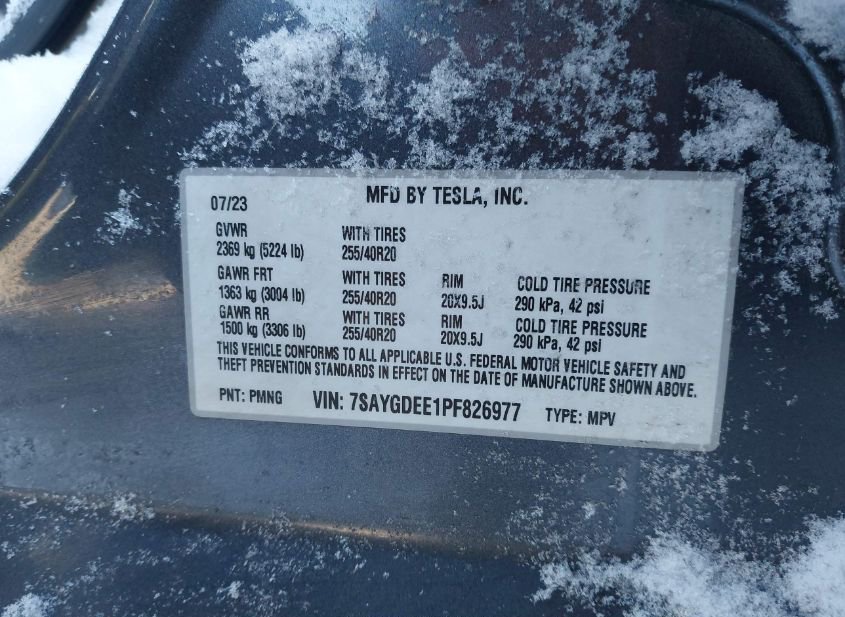 07/23 MFD BY TESLA, INC.
GVWR WITH TIRES
2369 kg (5224 lb) 255/40R20
GAWR FRT WITH TIRES RIM COLD TIRE PRESSURE
1363 kg (3004 lb) 255/40R20 20X9.5J 290 kPa, 42 psi
GAWR RR WITH TIRES RIM COLD TIRE PRESSURE
1500 kg (3306 lb) 255/40R20 20X9.5J 290 kPa, 42 psi
THIS VEHICLE CONFORMS TO ALL APPLICABLE U.S. FEDERAL MOTOR VEHICLE SAFETY AND
THEFT PREVENTION STANDARDS IN EFFECT ON THE DATE OF MANUFACTURE SHOWN ABOVE.
PNT: PMNG VIN: 7SAYGDEE1PF826977 TYPE: MPV